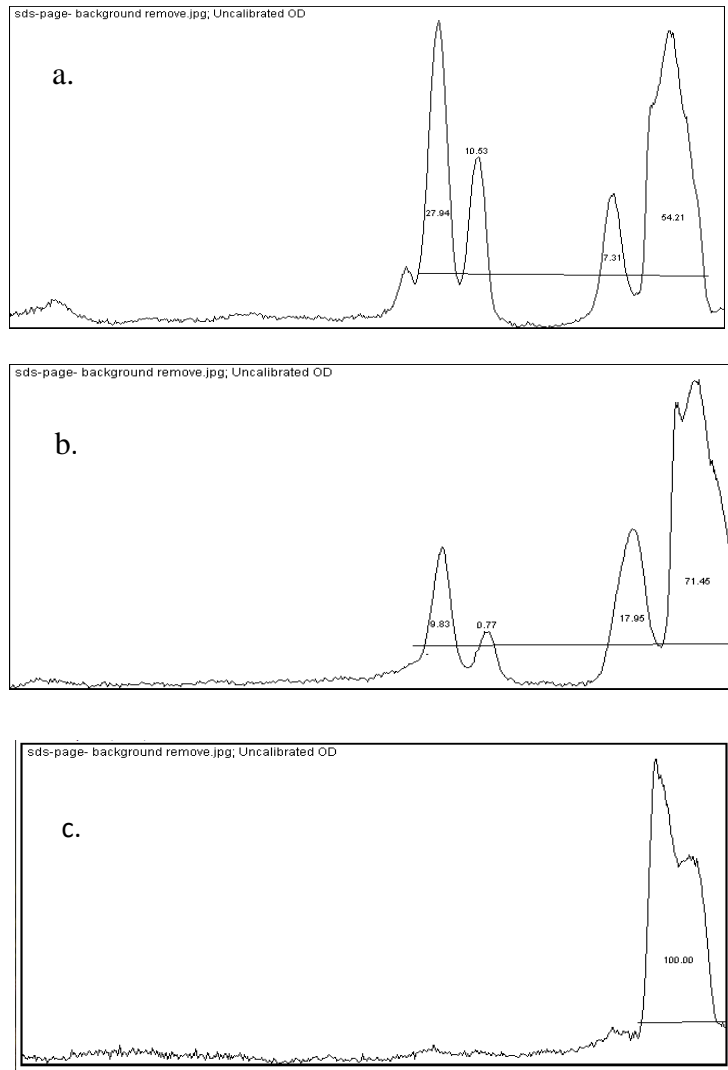 sds-page- background remove.jpg; Uncalibrated OD
a.
10.53
27.94
54.21
7.31
sds-page- background remove.jpg; Uncalibrated OD
b.
71.45
9.83
0.77
17.95
sds-page- background remove.jpg; Uncalibrated OD
c.
100.00